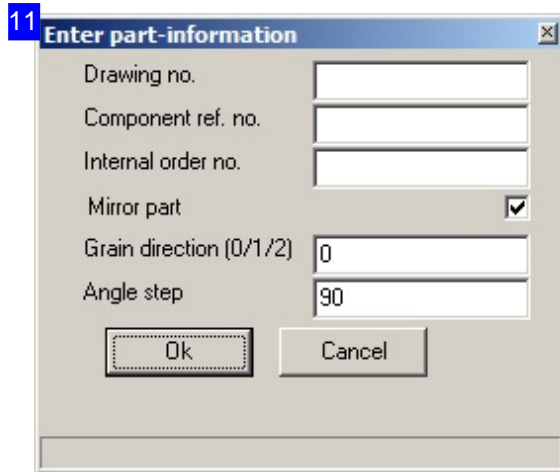 11
Enter part-information
Drawing no.
Component ref. no.
Internal order no.
Mirror part
Grain direction (0/1/2) 0
Angle step 90
Ok Cancel